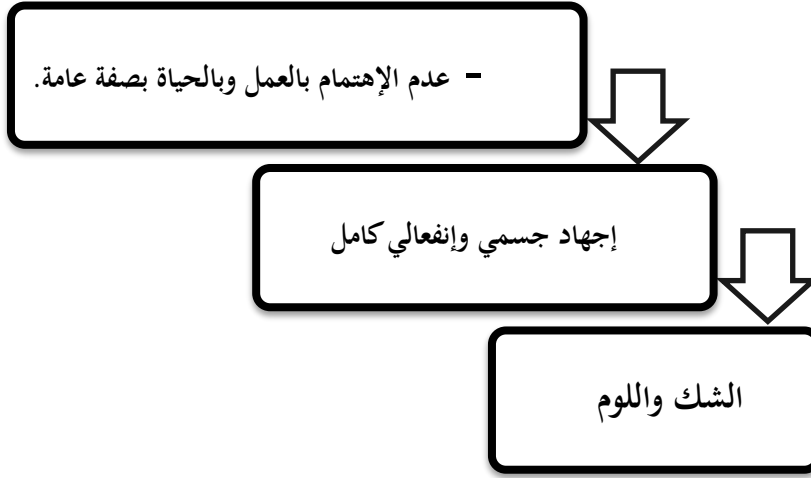 - عدم الإهتمام بالعمل وبالحياة بصفة عامة.
إجهاد جسمي وإنفعالي كامل
الشك واللوم